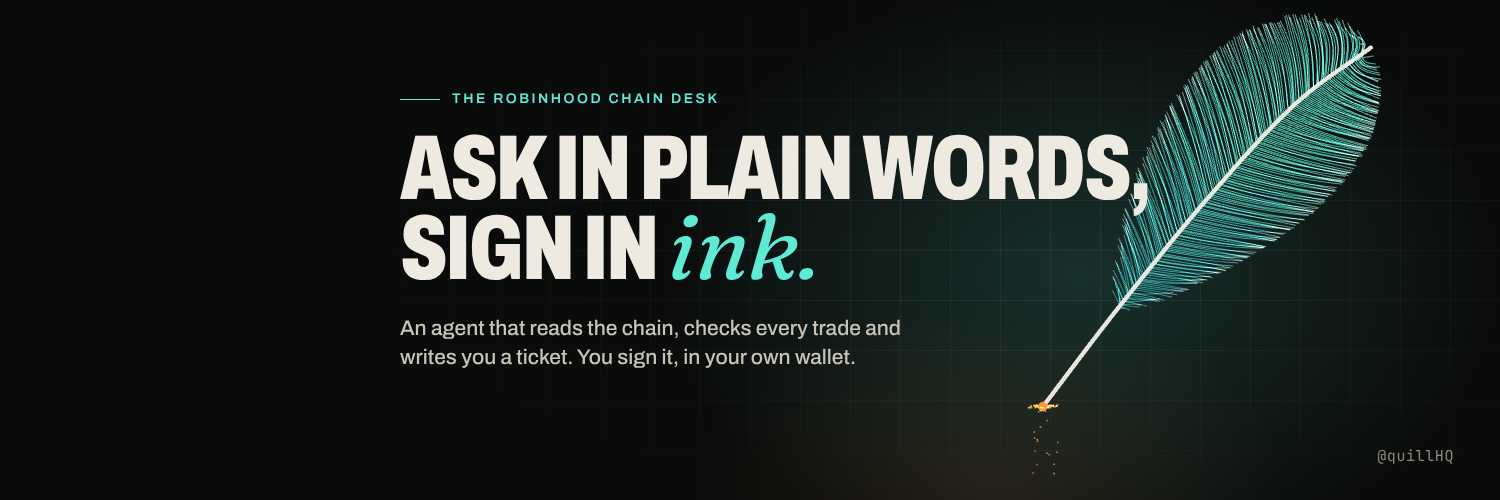 THE ROBINHOOD CHAIN DESK
ASK IN PLAIN WORDS,
SIGN IN ink.
An agent that reads the chain, checks every trade and
writes you a ticket. You sign it, in your own wallet.
@quillHQ